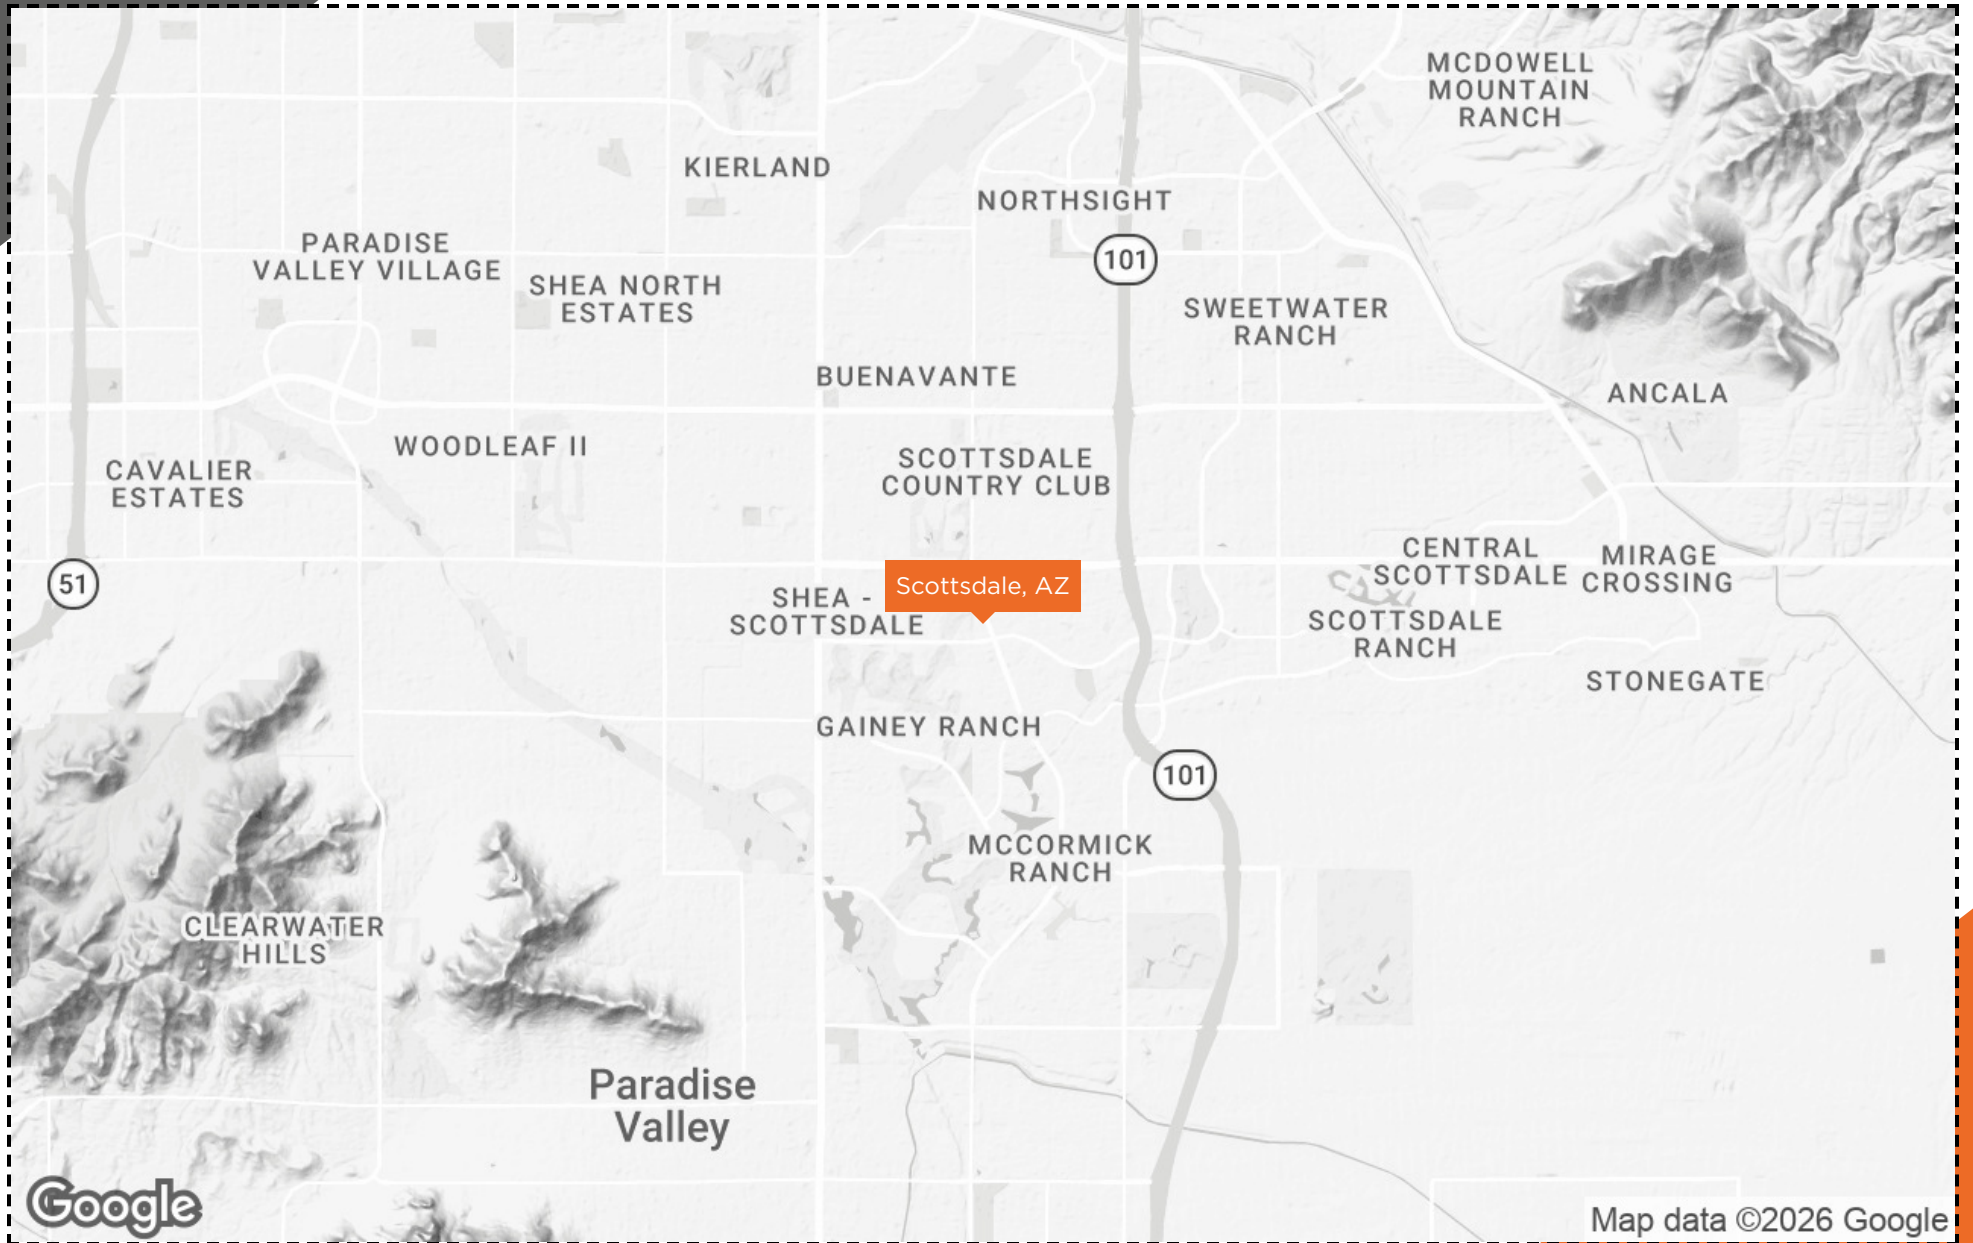 MCDOWELL
MOUNTAIN
RANCH
KIERLAND
NORTHSIGHT
PARADISE
VALLEY VILLAGE
101
SHEA NORTH
ESTATES
SWEETWATER
RANCH
BUENAVANTE
ANCALA
WOODLEAF II
SCOTTSDALE
COUNTRY CLUB
CAVALIER
ESTATES
CENTRAL
SCOTTSDALE
MIRAGE
CROSSING
51
Scottsdale, AZ
SHEA -
SCOTTSDALE
SCOTTSDALE
RANCH
STONEGATE
GAINEY RANCH
101
MCCORMICK
RANCH
CLEARWATER
HILLS
Paradise
Valley
Google
Map data ©2026 Google